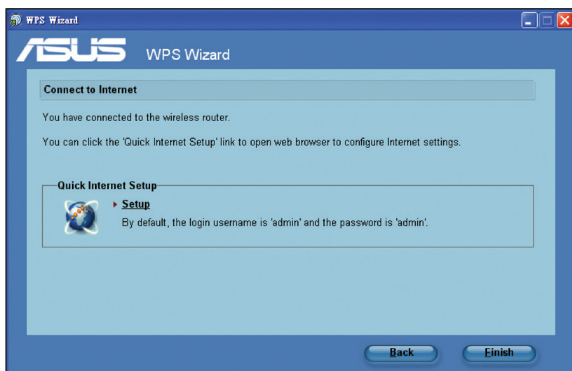 WPS Wizard
ASUS WPS Wizard
Connect to Internet
You have connected to the wireless router.
You can click the 'Quick Internet Setup' link to open web browser to configure Internet settings.
Quick Internet Setup
Setup
By default, the login username is 'admin' and the password is 'admin'.
Back Finish